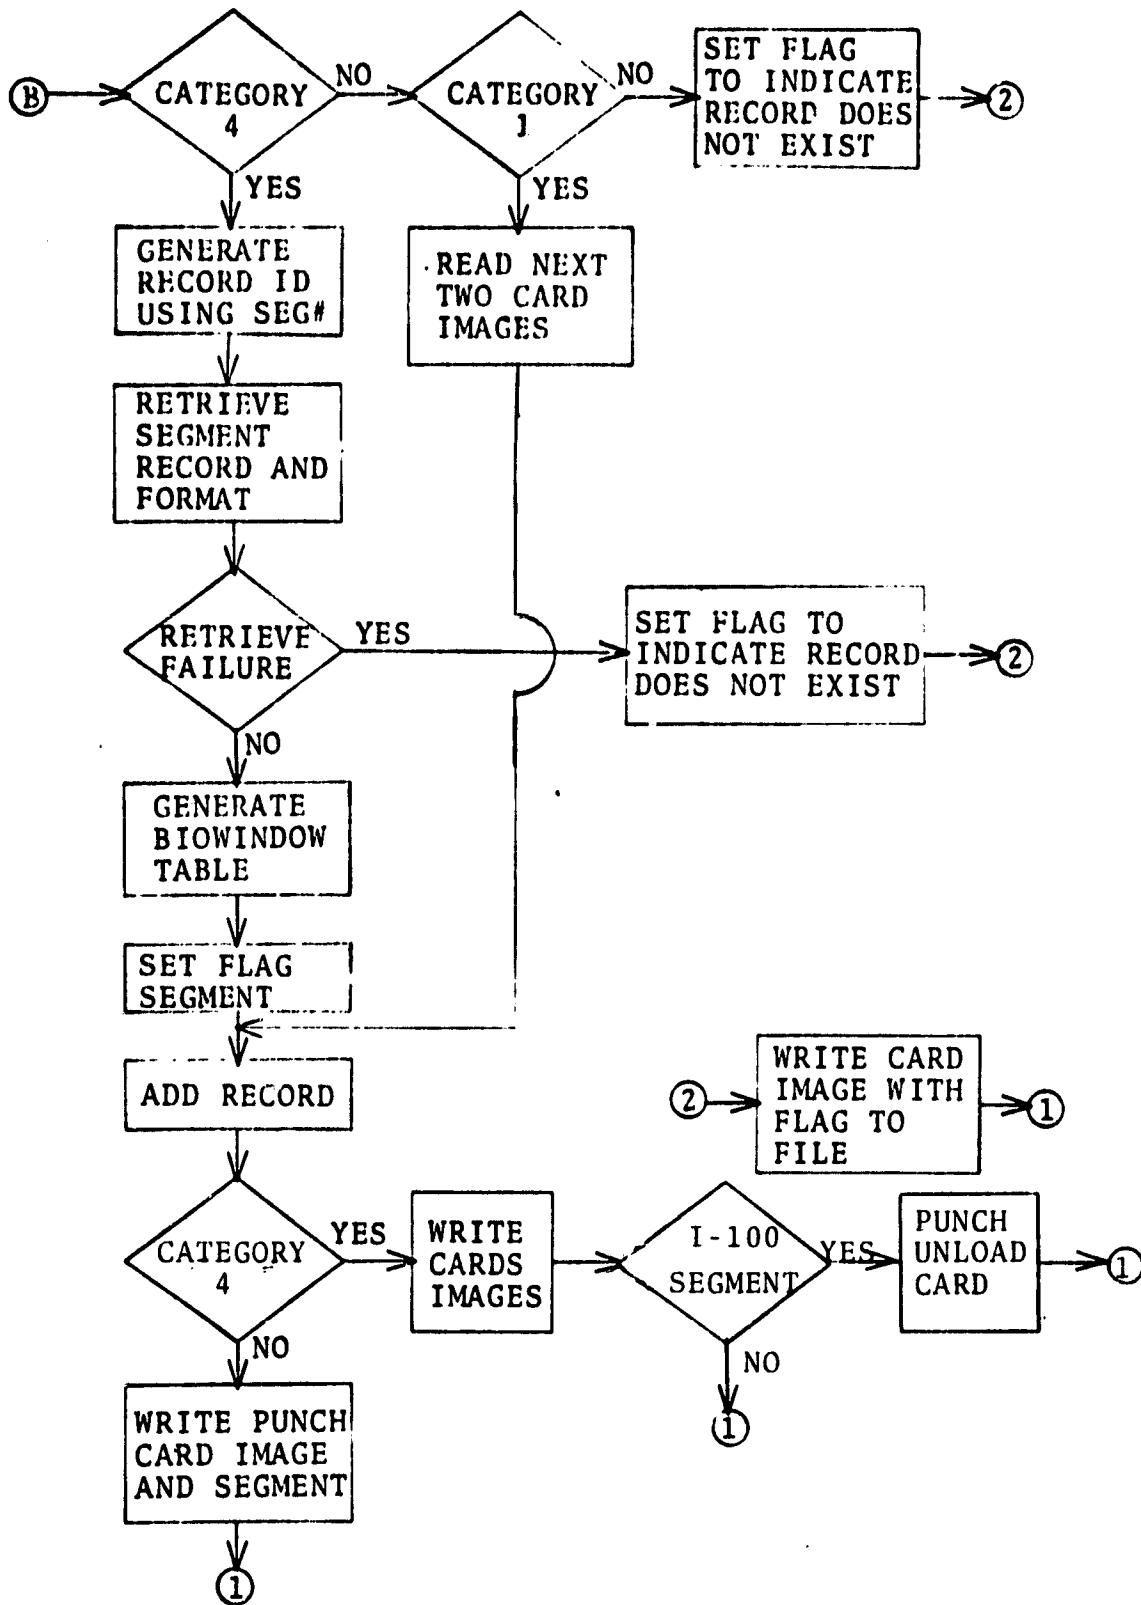 B
CATEGORY
4
NO
CATEGORY
1
NO
SET FLAG
TO INDICATE
RECORD DOES
NOT EXIST
2
YES
YES
GENERATE
RECORD ID
USING SEG#
READ NEXT
TWO CARD
IMAGES
RETRIEVE
SEGMENT
RECORD AND
FORMAT
RETRIEVE
FAILURE
YES
SET FLAG TO
INDICATE RECORD
DOES NOT EXIST
2
NO
GENERATE
BIOWINDOW
TABLE
SET FLAG
SEGMENT
ADD RECORD
2
WRITE CARD
IMAGE WITH
FLAG TO
FILE
1
CATEGORY
4
YES
WRITE
CARDS
IMAGES
I-100
SEGMENT
YES
PUNCH
UNLOAD
CARD
1
NO
NO
1
WRITE PUNCH
CARD IMAGE
AND SEGMENT
1